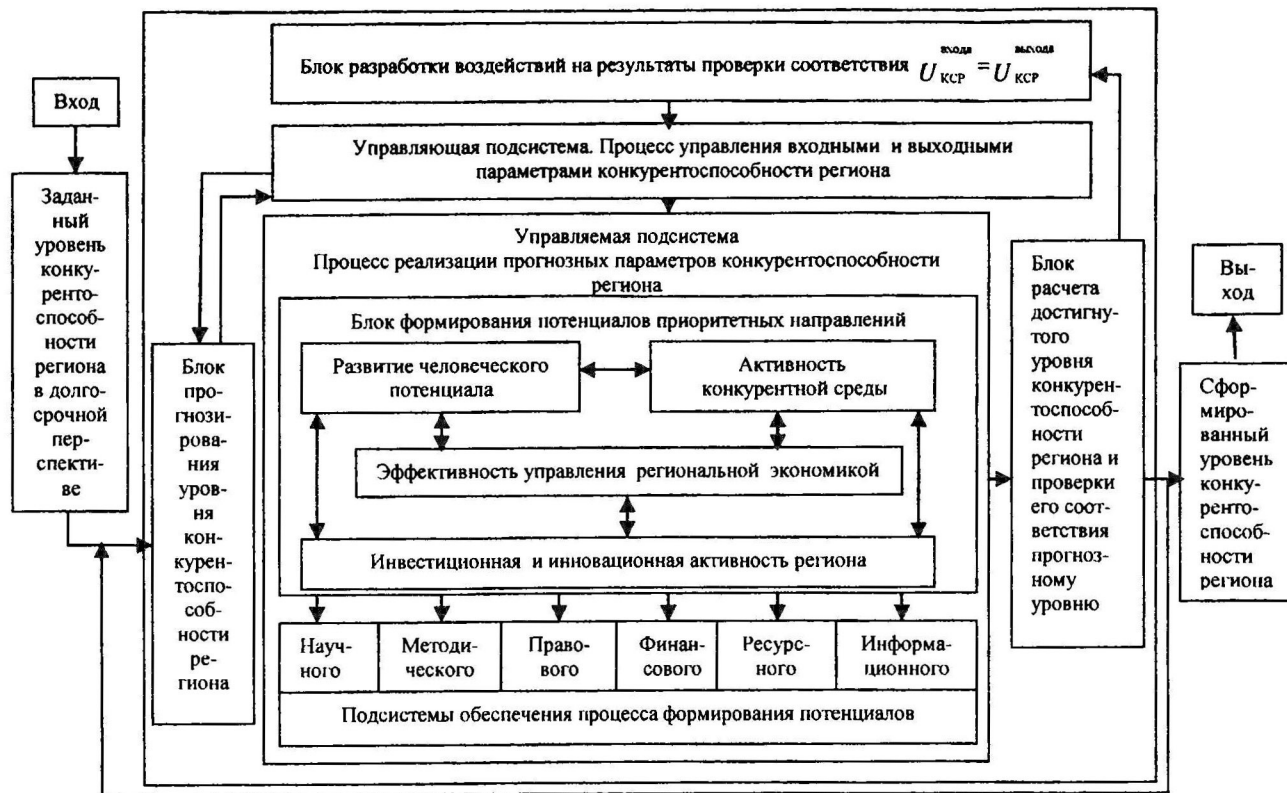 Блок разработки воздействий на результаты проверки соответствия U КСР входа = U КСР выхода
Вход
Управляющая подсистема. Процесс управления входными и выходными
параметрами конкурентоспособности региона
Задан-
ный
уровень
конку-
ренто-
способ-
ности
региона
в долго-
срочной
пер-
спекти-
ве
Блок
про-
гнози-
рова-
ния
уров-
ня
кон-
курен-
тоспо-
соб-
ности
ре-
гиона
Управляемая подсистема
Процесс реализации прогнозных параметров конкурентоспособности
региона
Блок формирования потенциалов приоритетных направлений
Развитие человеческого
потенциала
Активность
конкурентной среды
Эффективность управления региональной экономикой
Инвестиционная и инновационная активность региона
Науч-
ного
Методи-
ческого
Право-
вого
Финан-
сового
Ресурс-
ного
Информа-
ционного
Подсистемы обеспечения процесса формирования потенциалов
Блок
расчета
достигну-
того
уровня
конкурен-
тоспособ-
ности
региона и
проверки
его соот-
ветствия
прогноз-
ному
уровню
Вы-
ход
Сфор-
миро-
ванный
уровень
конку-
ренто-
способ-
ности
региона